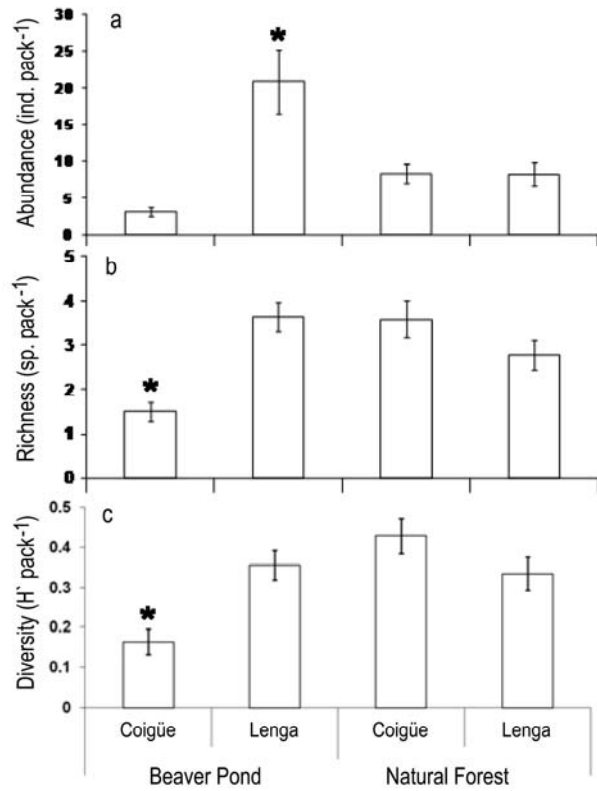 a
Abundance (ind. pack-1)
30
25
20
15
10
5
0
*
b
Richness (sp. pack-1)
5
4
3
2
1
0
*
c
Diversity (H` pack-1)
0.5
0.4
0.3
0.2
0.1
0
*
Coigüe Lenga Coigüe Lenga
Beaver Pond Natural Forest